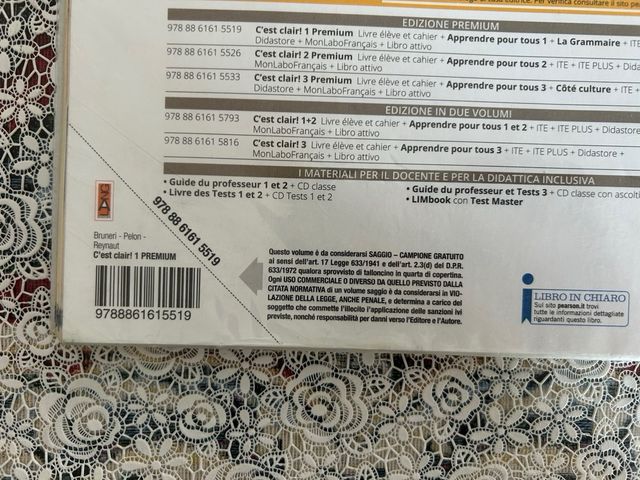 Per verifica consultare il sito
EDIZIONE PREMIUM
978 88 6161 5519 C'est clair! 1 Premium Livre élève et cahier + Apprendre pour tous 1 + La Grammaire + ITE
Didastore + MonLaboFrançais + Libro attivo
978 88 6161 5526 C'est clair! 2 Premium Livre élève et cahier + Apprendre pour tous 2 + ITE + ITE PLUS +
MonLaboFrançais + Libro attivo
978 88 6161 5533 C'est clair! 3 Premium Livre élève et cahier + Apprendre pour tous 3 + Côté culture + ITE
Didastore + MonLaboFrançais + Libro attivo
EDIZIONE IN DUE VOLUMI
978 88 6161 5793 C'est clair! 1+2 Livre élève et cahier + Apprendre pour tous 1 et 2 + ITE + ITE PLUS + Didastore
MonLaboFrançais + Libro attivo
978 88 6161 5816 C'est clair! 3 Livre élève et cahier + Apprendre pour tous 3 + ITE + ITE PLUS + Didastore +
MonLaboFrançais + Libro attivo
I MATERIALI PER IL DOCENTE E PER LA DIDATTICA INCLUSIVA
• Guide du professeur 1 et 2 + CD classe
• Livre des Tests 1 et 2 + CD Tests 1 et 2
• Guide du professeur et Tests 3 + CD classe con ascolti
• LIMbook con Test Master
LANG
978 88 6161 5519
Bruneri - Pelon -
Reynaut
C'est clair! 1 PREMIUM
9788861615519
Questo volume è da considerarsi SAGGIO – CAMPIONE GRATUITO
ai sensi dell'art. 17 Legge 633/1941 e dell'art. 2.3(d) del D.P.R.
633/1972 qualora sprovvisto di talloncino in quarta di copertina.
Ogni USO COMMERCIALE O DIVERSO DA QUELLO PREVISTO DALLA
CITATA NORMATIVA di un volume saggio è da considerarsi in VIO-
LAZIONE DELLA LEGGE, ANCHE PENALE, e determina a carico del
soggetto che commette l'illecito l'applicazione delle sanzioni ivi
previste, nonché responsabilità per danni verso l'Editore e l'Autore.
LIBRO IN CHIARO
Sul sito pearson.it trovi
tutte le informazioni dettagliate
riguardanti questo libro.